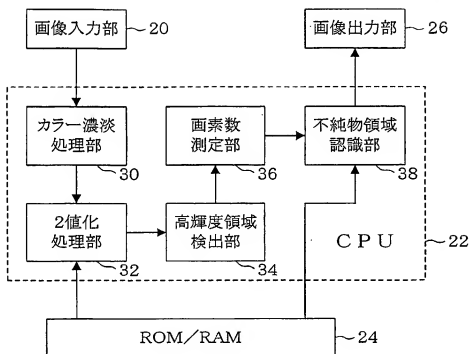 画像入力部
20
画像出力部
26
カラー濃淡
処理部
30
画素数
測定部
36
不純物領域
認識部
38
2値化
処理部
32
高輝度領域
検出部
34
CPU
22
ROM/RAM
24